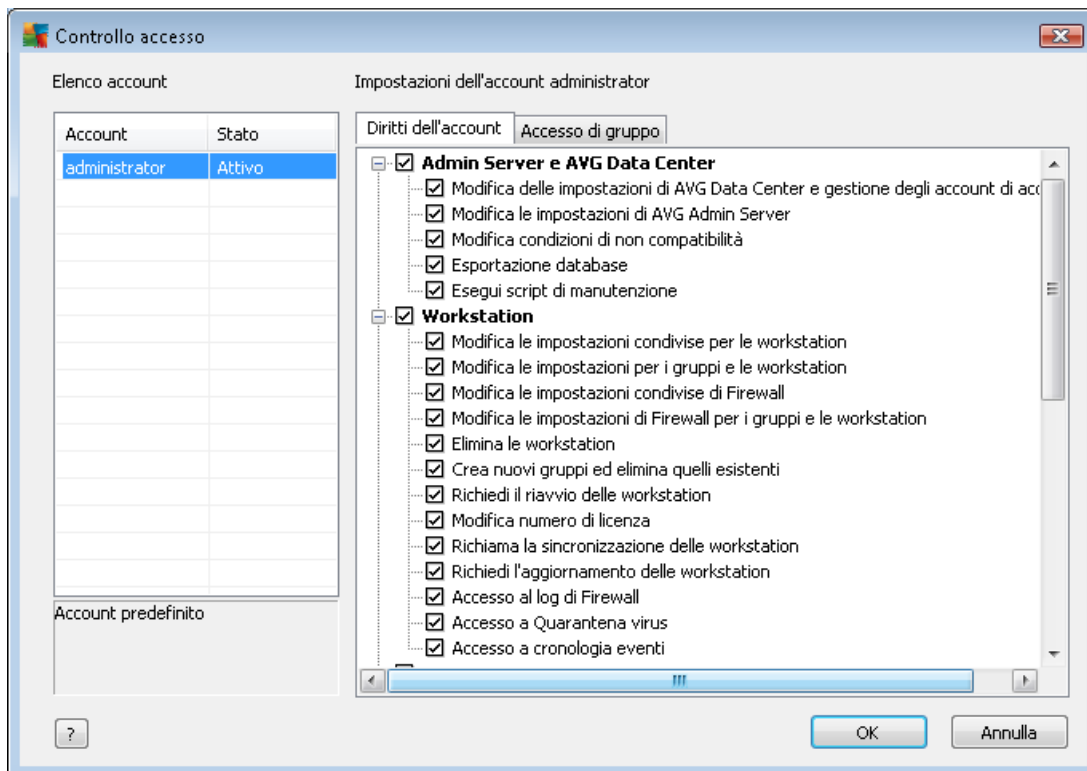 Controllo accesso
Elenco account
Impostazioni dell'account administrator
Account Stato
administrator Attivo
Account predefinito
Diritti dell'account Accesso di gruppo
Admin Server e AVG Data Center
Modifica delle impostazioni di AVG Data Center e gestione degli account di acc
Modifica le impostazioni di AVG Admin Server
Modifica condizioni di non compatibilità
Esportazione database
Esegui script di manutenzione
Workstation
Modifica le impostazioni condivise per le workstation
Modifica le impostazioni per i gruppi e le workstation
Modifica le impostazioni condivise di Firewall
Modifica le impostazioni di Firewall per i gruppi e le workstation
Elimina le workstation
Crea nuovi gruppi ed elimina quelli esistenti
Richiedi il riavvio delle workstation
Modifica numero di licenza
Richiama la sincronizzazione delle workstation
Richiedi l'aggiornamento delle workstation
Accesso al log di Firewall
Accesso a Quarantena virus
Accesso a cronologia eventi
?
OK
Annulla